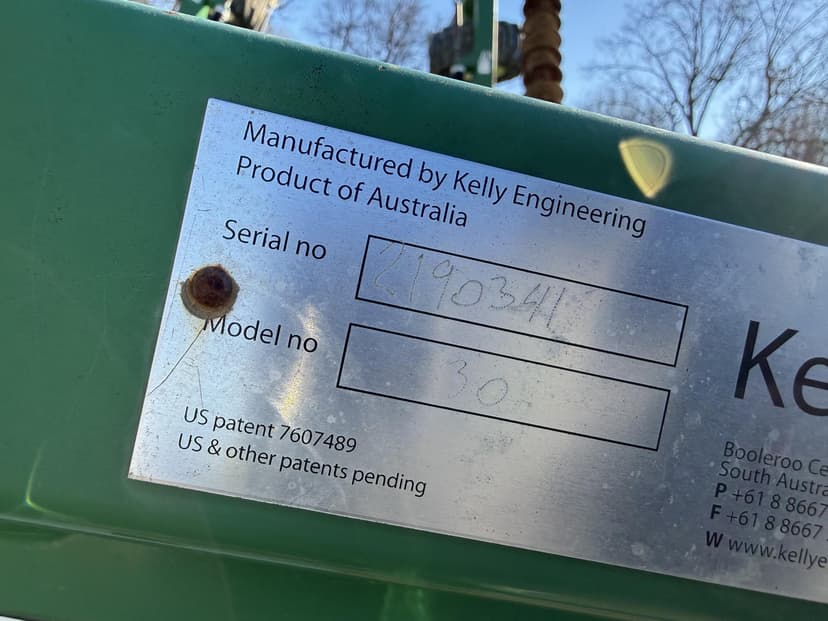 Manufactured by Kelly Engineering
Product of Australia
Serial no 2190341
Model no 30
US patent 7607489
US & other patents pending
Ke
Booleroo Ce
South Austra
P +61 8 8667
F +61 8 8667
W www.kellye